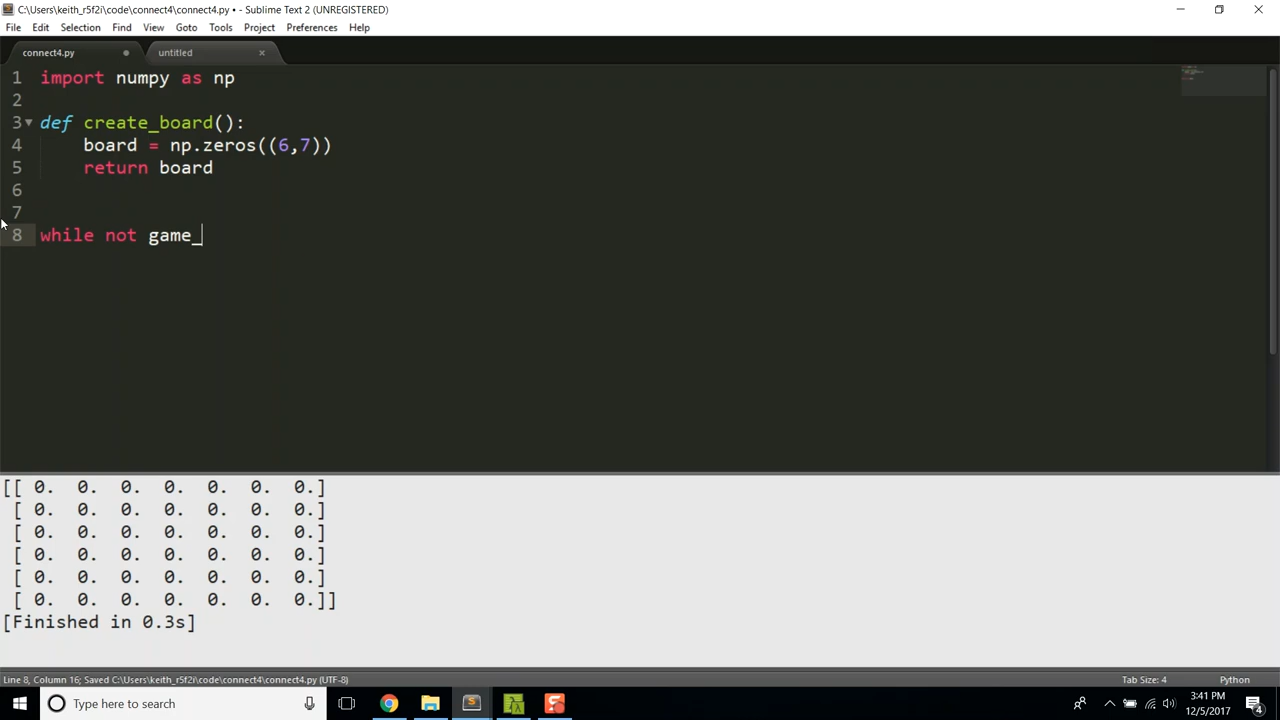 C:\Users\keith_r5f2i\code\connect4\connect4.py • - Sublime Text 2 (UNREGISTERED)
File Edit Selection Find View Goto Tools Project Preferences Help
connect4.py untitled
1 import numpy as np
2
3 def create_board():
4 board = np.zeros((6,7))
5 return board
6
7
8 while not game_
[[ 0. 0. 0. 0. 0. 0. 0.]
[ 0. 0. 0. 0. 0. 0. 0.]
[ 0. 0. 0. 0. 0. 0. 0.]
[ 0. 0. 0. 0. 0. 0. 0.]
[ 0. 0. 0. 0. 0. 0. 0.]
[ 0. 0. 0. 0. 0. 0. 0.]]
[Finished in 0.3s]
Line 8, Column 16; Saved C:\Users\keith_r5f2i\code\connect4\connect4.py (UTF-8) Tab Size: 4 Python
Type here to search
3:41 PM
12/5/2017
4